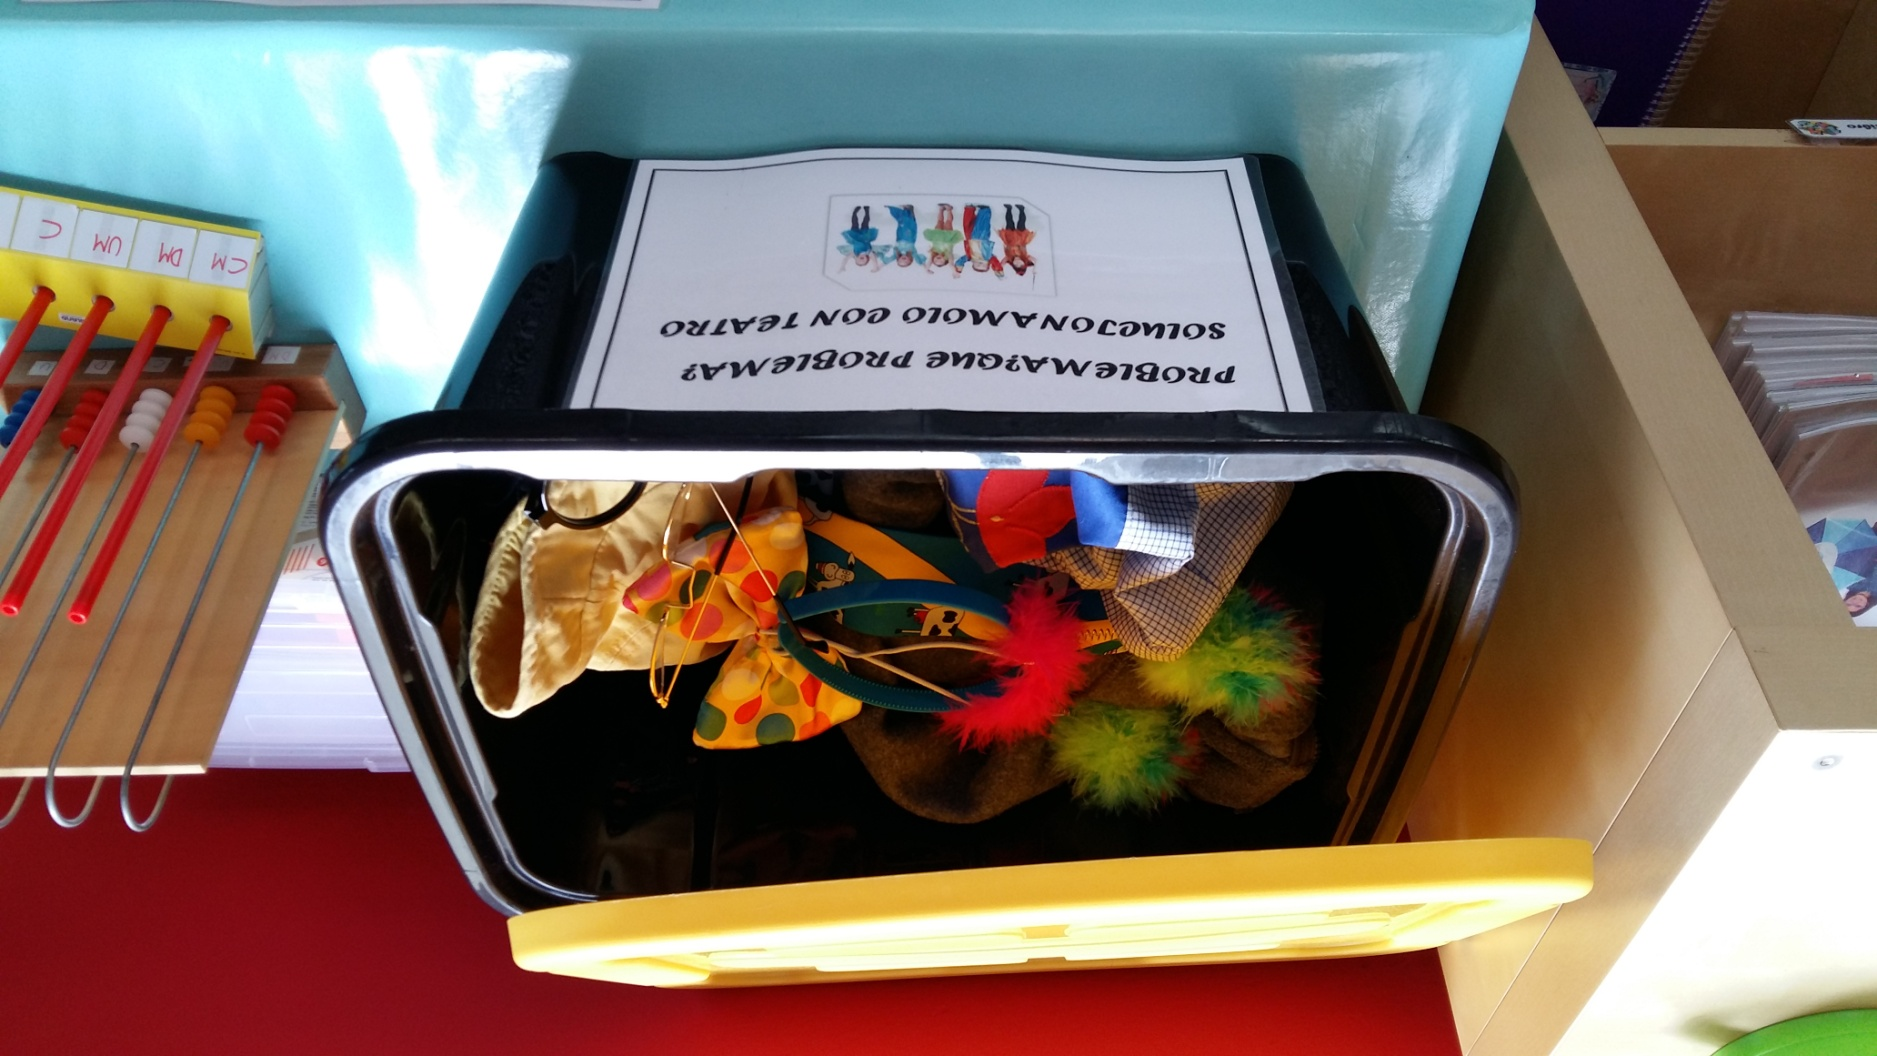 PROBLEMA?QUE PROBLEMA?
SOLUCIONAMOLO CON TEATRO
CM
DM
UM
C